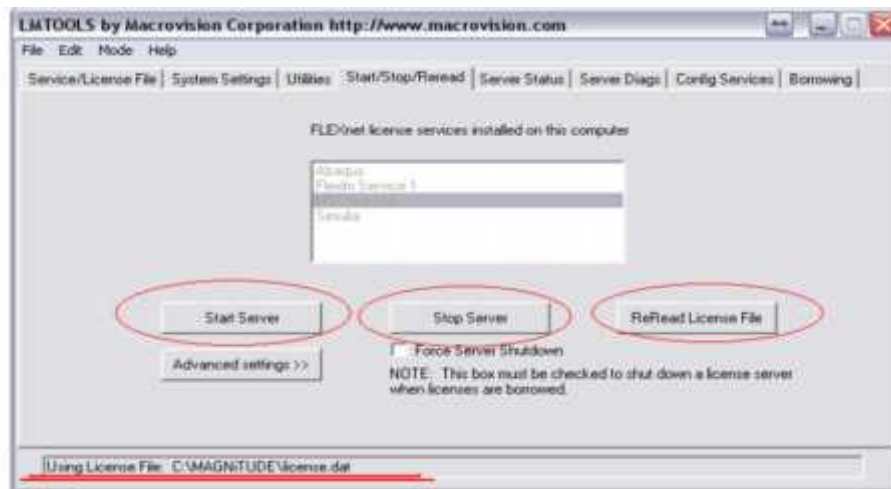 LMTOOLS by Macrovision Corporation http://www.macrovision.com
File Edit Mode Help
Service/License File System Settings Utilities Start/Stop/Reread Server Status Server Diags Config Services Borrowing
FLEXnet license services installed on this computer
Abaqus
Service 1
Simulia
Start Server Stop Server ReRead License File
Advanced settings >> Force Server Shutdown
NOTE: This box must be checked to shut down a license server
when licenses are borrowed.
Using License File: C:\MAGNiTUDE\license.dat